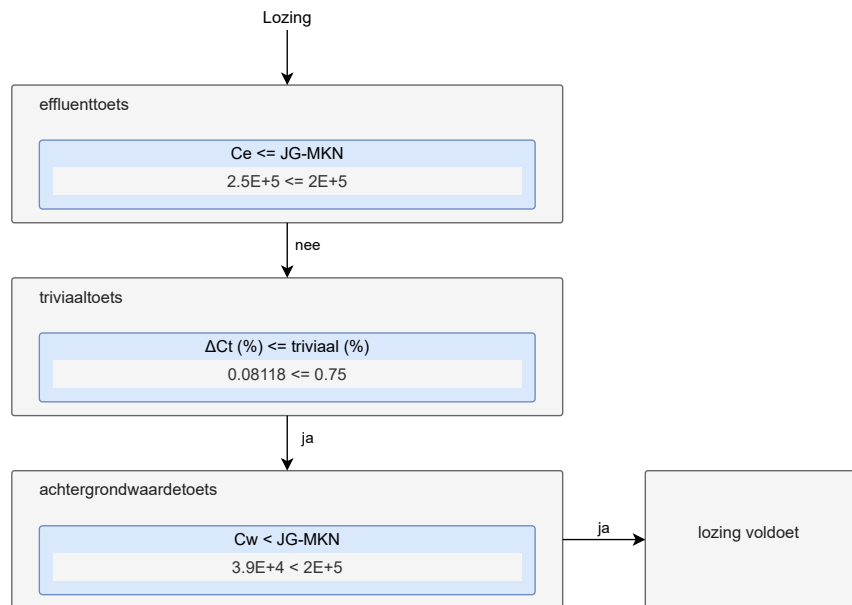 Lozing
effluenttoets
Ce <= JG-MKN
2.5E+5 <= 2E+5
nee
triviaaltoets
ΔCt (%) <= triviaal (%)
0.08118 <= 0.75
ja
achtergrondwaardetoets
Cw < JG-MKN
3.9E+4 < 2E+5
ja
lozing voldoet